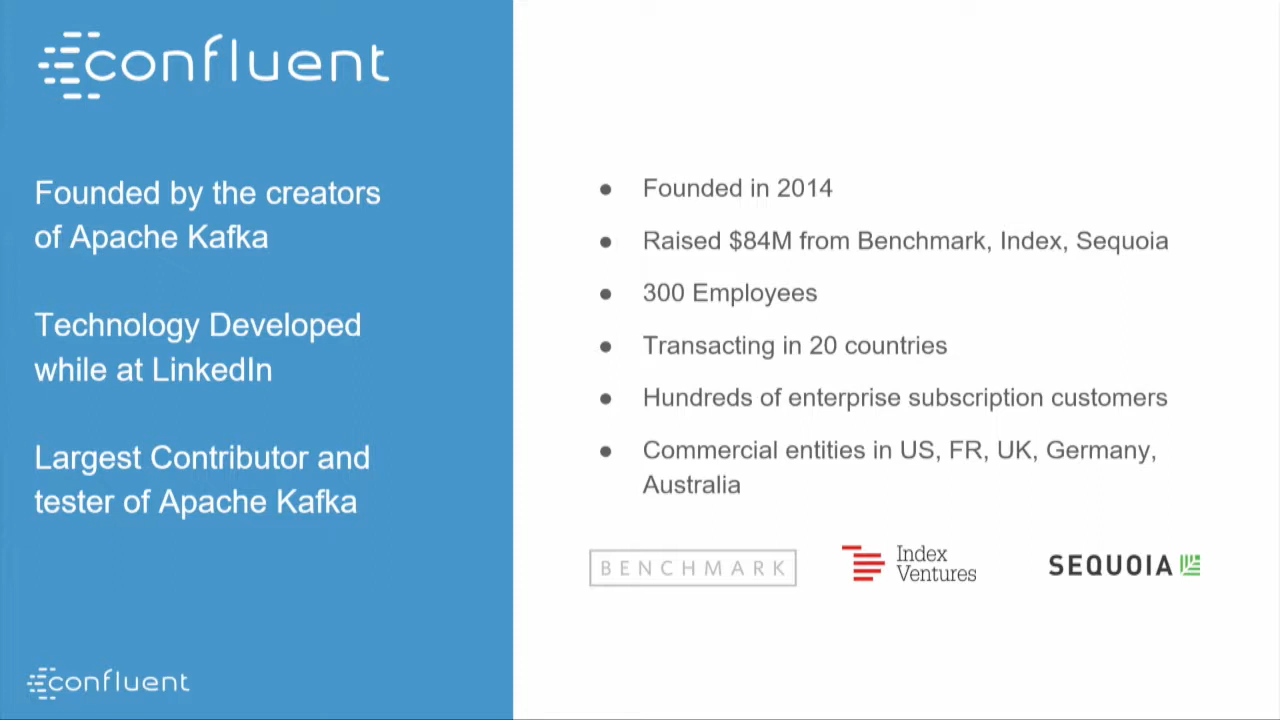 confluent
Founded by the creators
of Apache Kafka
Technology Developed
while at LinkedIn
Largest Contributor and
tester of Apache Kafka
confluent
• Founded in 2014
• Raised $84M from Benchmark, Index, Sequoia
• 300 Employees
• Transacting in 20 countries
• Hundreds of enterprise subscription customers
• Commercial entities in US, FR, UK, Germany,
Australia
BENCHMARK
Index
Ventures
SEQUOIA